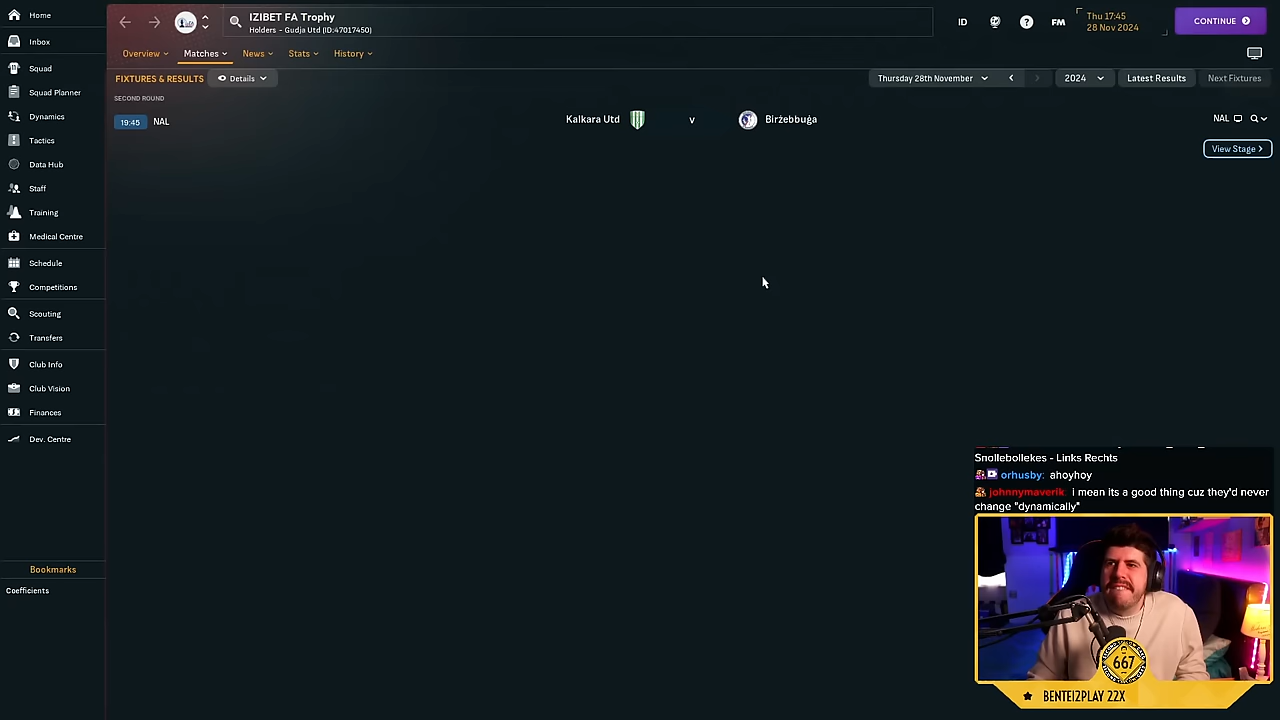 Home
IZIBET FA Trophy
Holders - Gudja Utd (ID:47017450)
ID
FM
Thu 17:45
28 Nov 2024
CONTINUE
Inbox
Overview
Matches
News
Stats
History
Squad
FIXTURES & RESULTS
Details
Thursday 28th November
2024
Latest Results
Next Fixtures
Squad Planner
SECOND ROUND
Dynamics
19:45
NAL
Kalkara Utd
v
Birżebbuġa
NAL
Tactics
View Stage
Data Hub
Staff
Training
Medical Centre
Schedule
Competitions
Scouting
Transfers
Club Info
Club Vision
Finances
Dev. Centre
Bookmarks
Coefficients
Snollebollekes - Links Rechts
orhusby: ahoyhoy
johnnymaverik: i mean its a good thing cuz they'd never
change "dynamically"
667
BENTEI2PLAY 22X